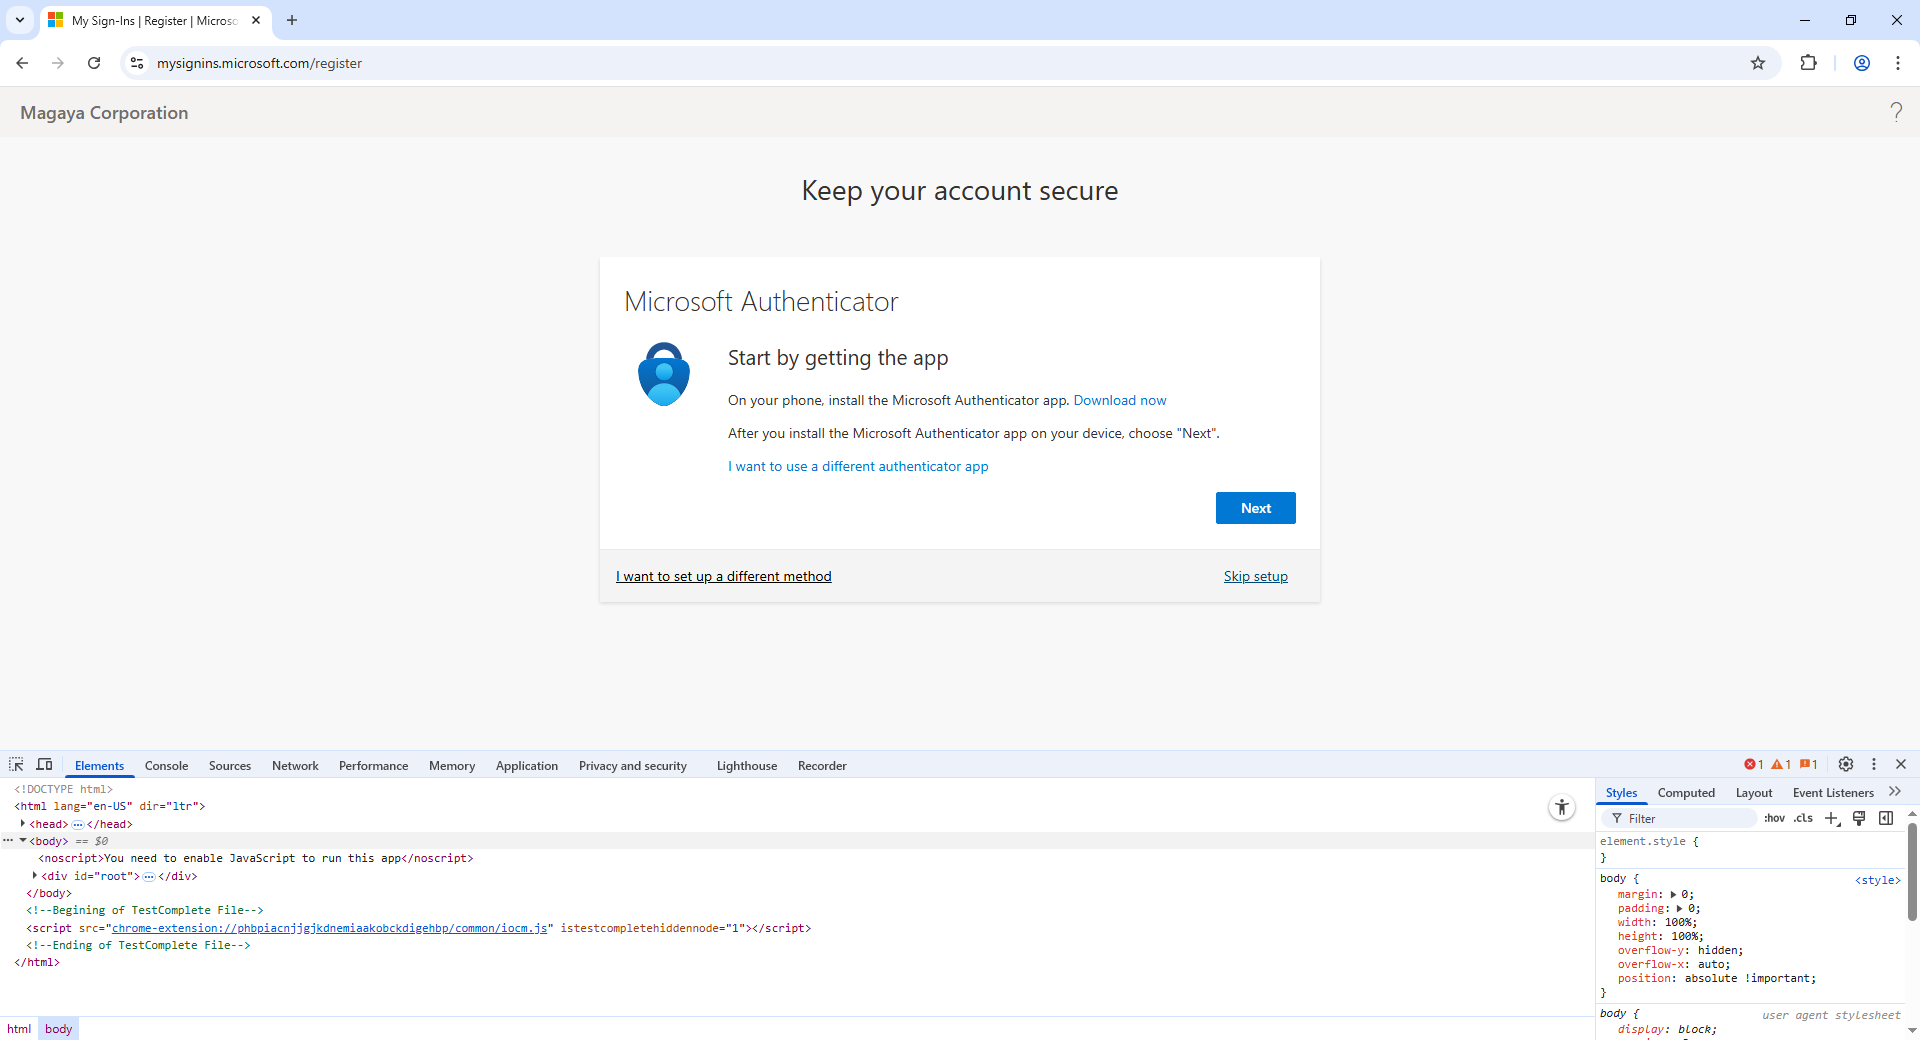 My Sign-Ins | Register | Microso
mysignins.microsoft.com/register
Magaya Corporation
?
Keep your account secure
Microsoft Authenticator
Start by getting the app
On your phone, install the Microsoft Authenticator app. Download now
After you install the Microsoft Authenticator app on your device, choose "Next".
I want to use a different authenticator app
Next
I want to set up a different method
Skip setup
Elements Console Sources Network Performance Memory Application Privacy and security Lighthouse Recorder
1 1 1
<!DOCTYPE html>
<html lang="en-US" dir="ltr">
<head> ••• </head>
••• <body> == $0
<noscript>You need to enable JavaScript to run this app</noscript>
<div id="root"> ••• </div>
</body>
<!--Begining of TestComplete File-->
<script src="chrome-extension://phbpiacnjjgjkdnemiaakobckdigehbp/common/iocm.js" istestcompletehiddennode="1"></script>
<!--Ending of TestComplete File-->
</html>
html body
Styles Computed Layout Event Listeners
Filter :hov .cls
element.style {
}
body { <style>
margin: 0;
padding: 0;
width: 100%;
height: 100%;
overflow-y: hidden;
overflow-x: auto;
position: absolute !important;
}
body { user agent stylesheet
display: block;